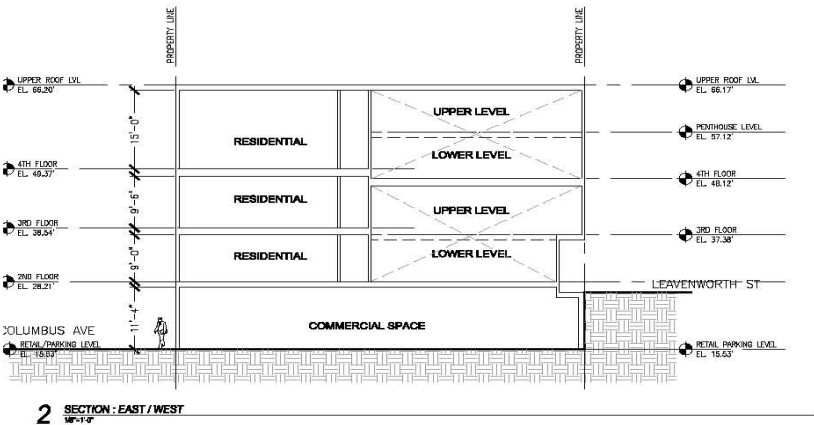 PROPERTY LINE
PROPERTY LINE
UPPER ROOF LVL
EL. 66.20'
UPPER ROOF LVL
EL. 66.17'
UPPER LEVEL
PENTHOUSE LEVEL
EL. 57.12'
15'-0"
RESIDENTIAL
LOWER LEVEL
4TH FLOOR
EL. 49.37'
4TH FLOOR
EL. 48.12'
9'-6"
RESIDENTIAL
UPPER LEVEL
3RD FLOOR
EL. 38.54'
3RD FLOOR
EL. 37.38'
9'-0"
RESIDENTIAL
LOWER LEVEL
2ND FLOOR
EL. 28.21'
LEAVENWORTH ST
11'-4"
COLUMBUS AVE
COMMERCIAL SPACE
RETAIL/PARKING LEVEL
EL. 15.53'
RETAIL PARKING LEVEL
EL. 15.53'
2 SECTION : EAST / WEST